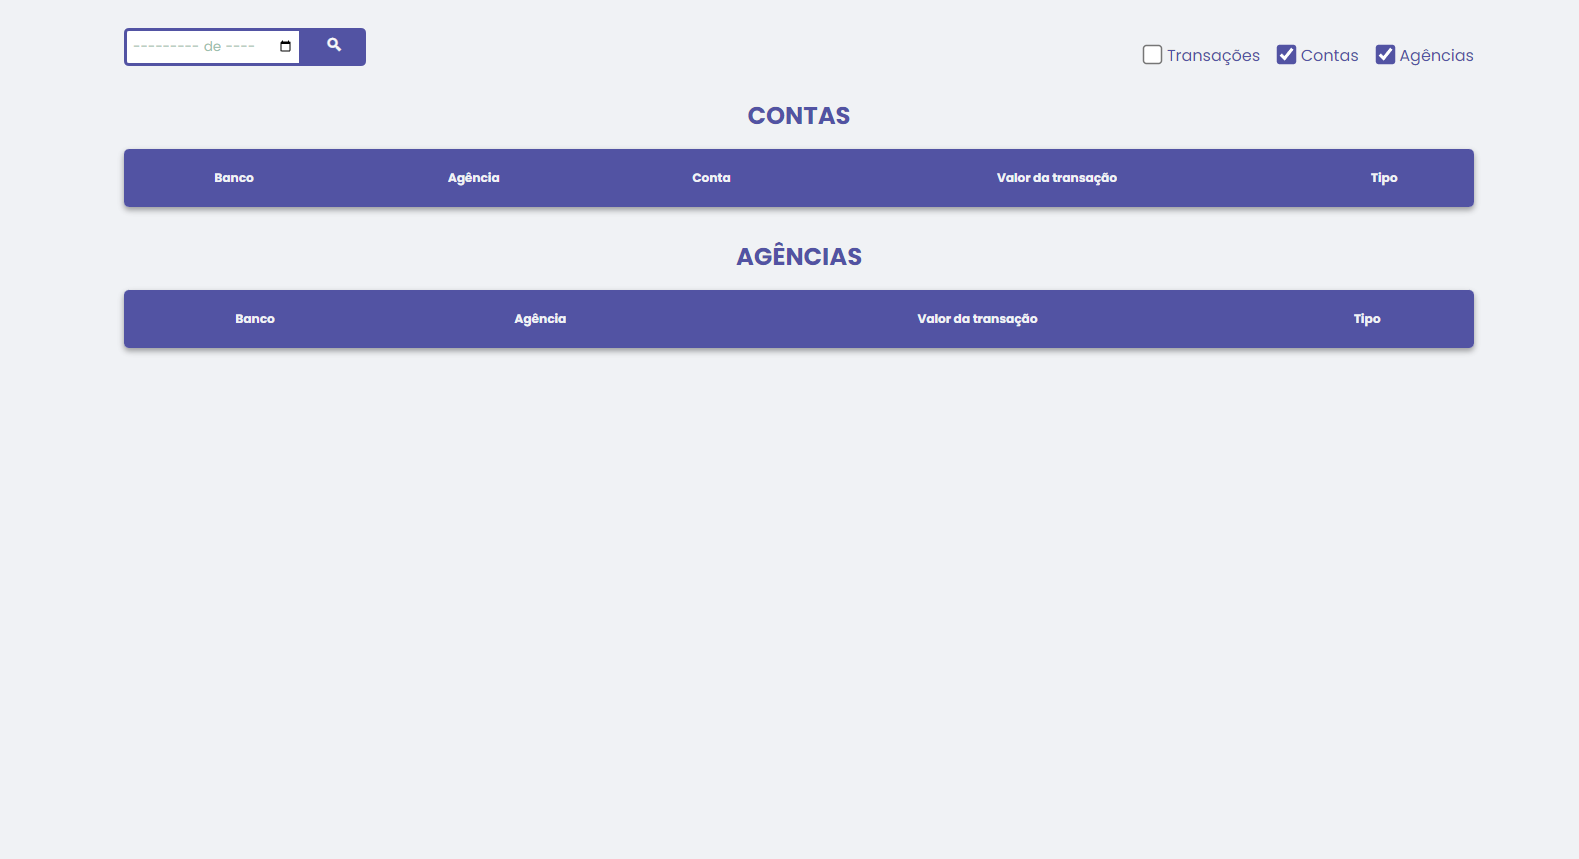 --------- de ----
Transações Contas Agências
CONTAS
Banco Agência Conta Valor da transação Tipo
AGÊNCIAS
Banco Agência Valor da transação Tipo